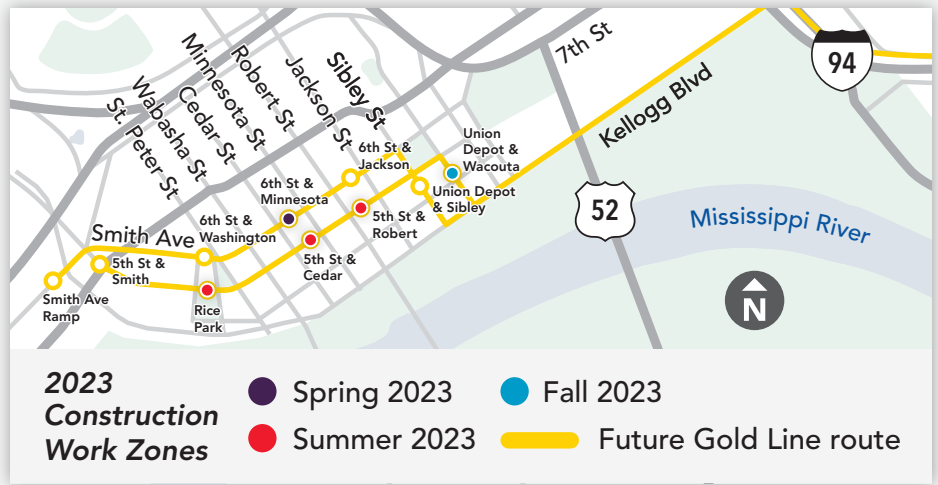 7th St
94
Kellogg Blvd
Sibley St
Jackson St
Robert St
Minnesota St
Cedar St
Wabasha St
St. Peter St
Union
Depot &
Wacouta
6th St &
Jackson
6th St &
Minnesota
Union Depot
& Sibley
52
Mississippi River
6th St &
Washington
5th St &
Robert
Smith Ave
5th St &
Cedar
5th St &
Smith
Smith Ave
Ramp
Rice
Park
N
2023
Construction
Work Zones
Spring 2023
Summer 2023
Fall 2023
Future Gold Line route